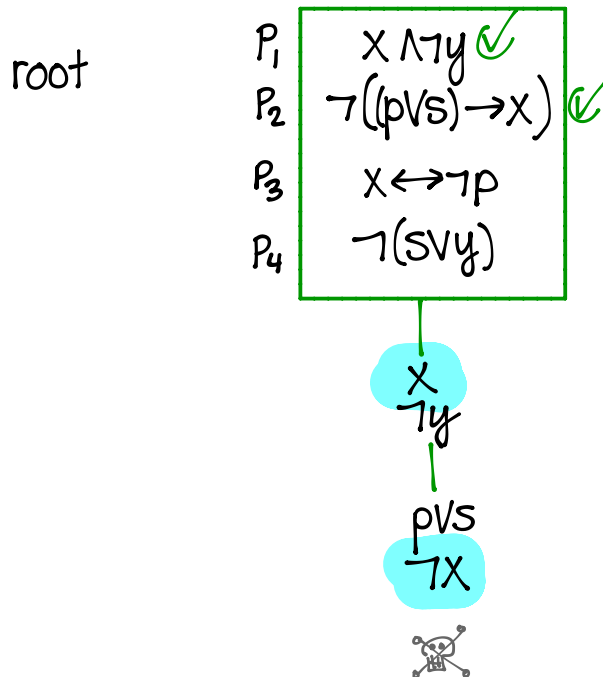 root
P₁ X ∧¬y
P₂ ¬((p∨s)→X)
P₃ X↔¬p
P₄ ¬(s∨y)
X
¬y
p∨s
¬X